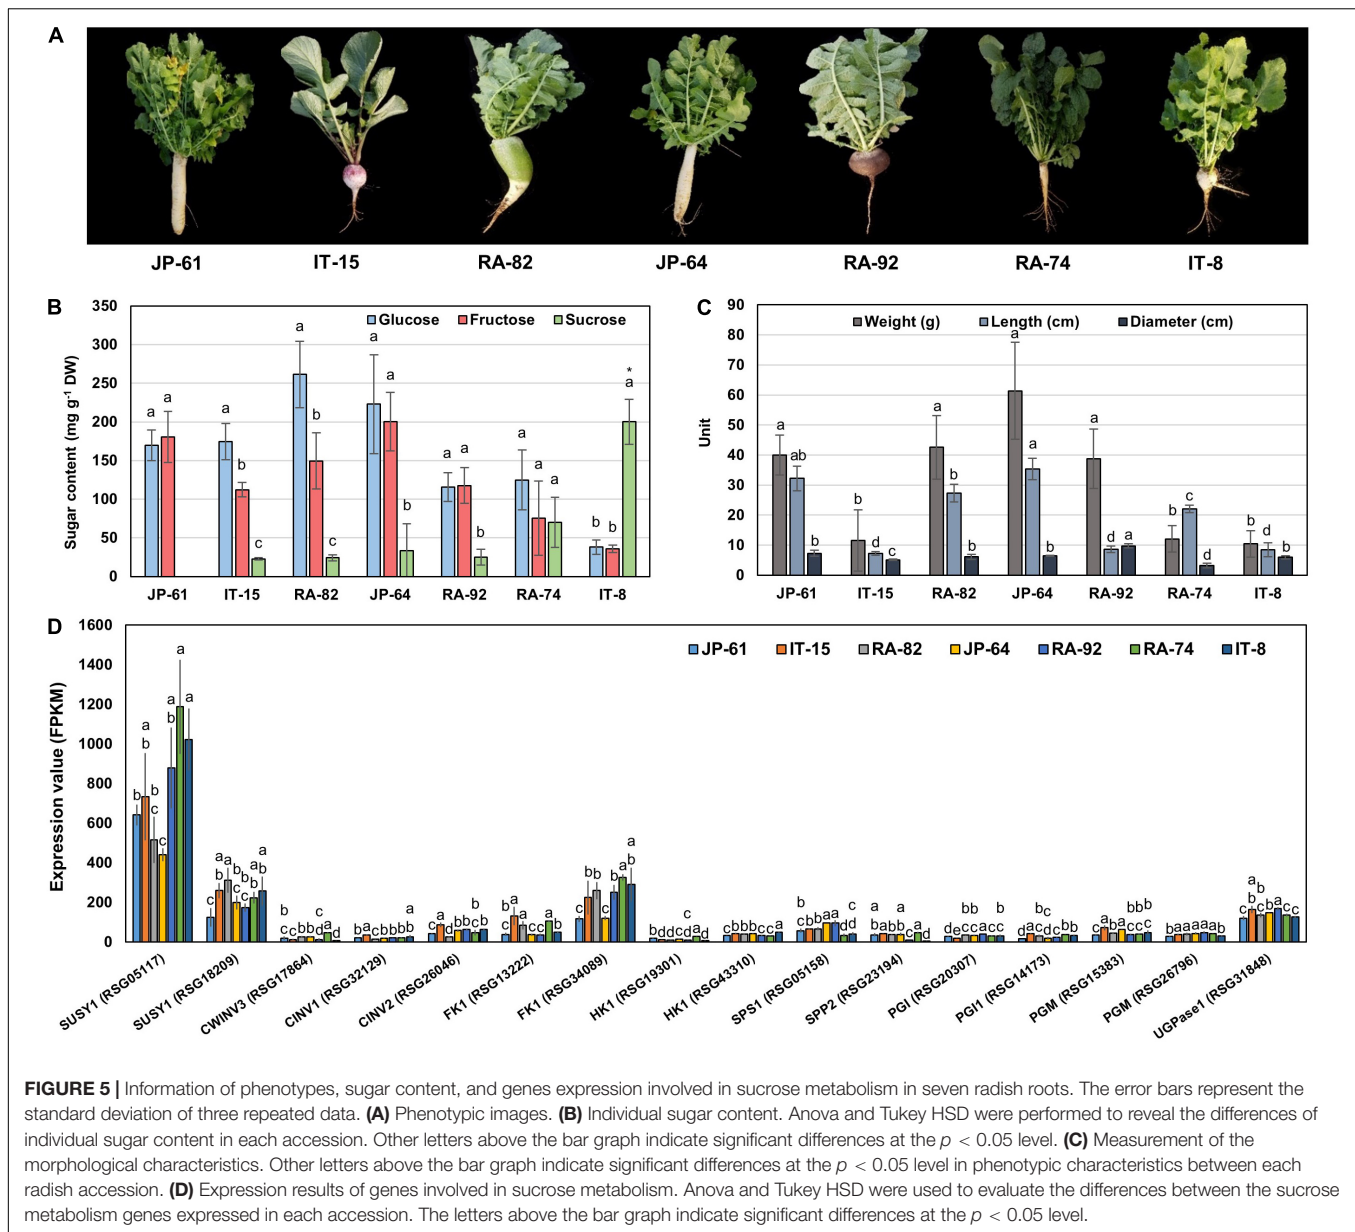 A
JP-61 IT-15 RA-82 JP-64 RA-92 RA-74 IT-8
B
Sugar content (mg g⁻¹ DW)
350
300
250
200
150
100
50
0
Glucose Fructose Sucrose
a a a b c a b c a a b a a b a a a b b a *
JP-61 IT-15 RA-82 JP-64 RA-92 RA-74 IT-8
C
Unit
90
80
70
60
50
40
30
20
10
0
Weight (g) Length (cm) Diameter (cm)
a ab b b d c a b b a a b a c a b c d b d b
JP-61 IT-15 RA-82 JP-64 RA-92 RA-74 IT-8
D
Expression value (FPKM)
1600
1400
1200
1000
800
600
400
200
0
JP-61 IT-15 RA-82 JP-64 RA-92 RA-74 IT-8
SUSY1 (RSG05117)
SUSY1 (RSG18209)
CWINV3 (RSG17864)
CINV1 (RSG32129)
CINV2 (RSG26046)
FK1 (RSG13222)
FK1 (RSG34089)
HK1 (RSG19301)
HK1 (RSG43310)
SPS1 (RSG05158)
SPP2 (RSG23194)
PGI (RSG20307)
PGI1 (RSG14173)
PGM (RSG15383)
PGM (RSG26796)
UGPase1 (RSG31848)
FIGURE 5 | Information of phenotypes, sugar content, and genes expression involved in sucrose metabolism in seven radish roots. The error bars represent the
standard deviation of three repeated data. (A) Phenotypic images. (B) Individual sugar content. Anova and Tukey HSD were performed to reveal the differences of
individual sugar content in each accession. Other letters above the bar graph indicate significant differences at the p < 0.05 level. (C) Measurement of the
morphological characteristics. Other letters above the bar graph indicate significant differences at the p < 0.05 level in phenotypic characteristics between each
radish accession. (D) Expression results of genes involved in sucrose metabolism. Anova and Tukey HSD were used to evaluate the differences between the sucrose
metabolism genes expressed in each accession. The letters above the bar graph indicate significant differences at the p < 0.05 level.